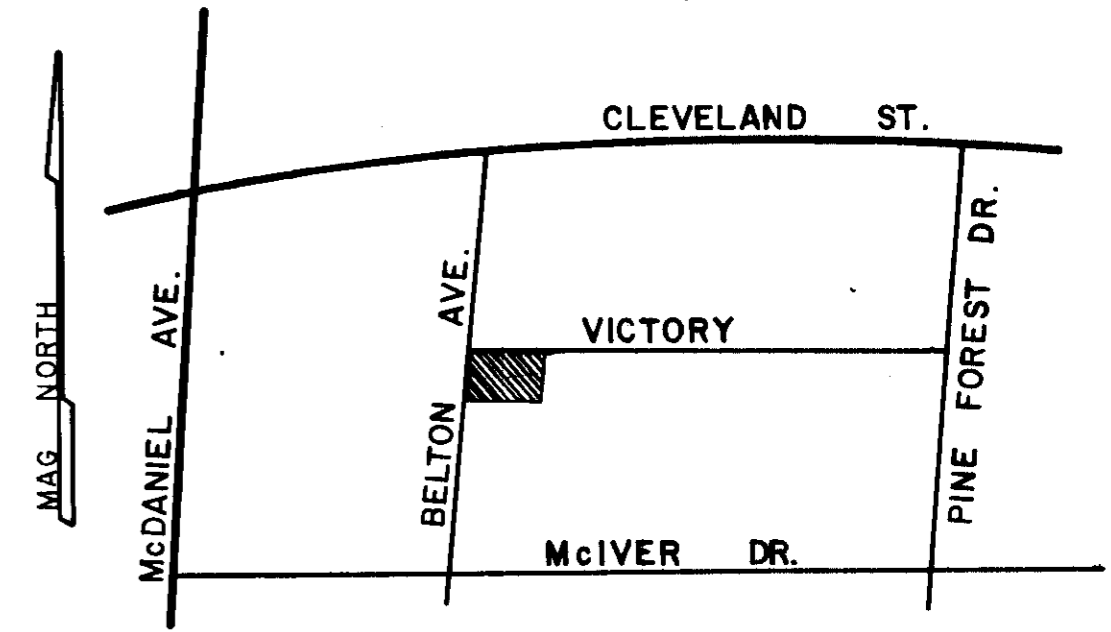 CLEVELAND ST.
MAG NORTH
McDANIEL AVE.
BELTON AVE.
VICTORY
PINE FOREST DR.
McIVER DR.